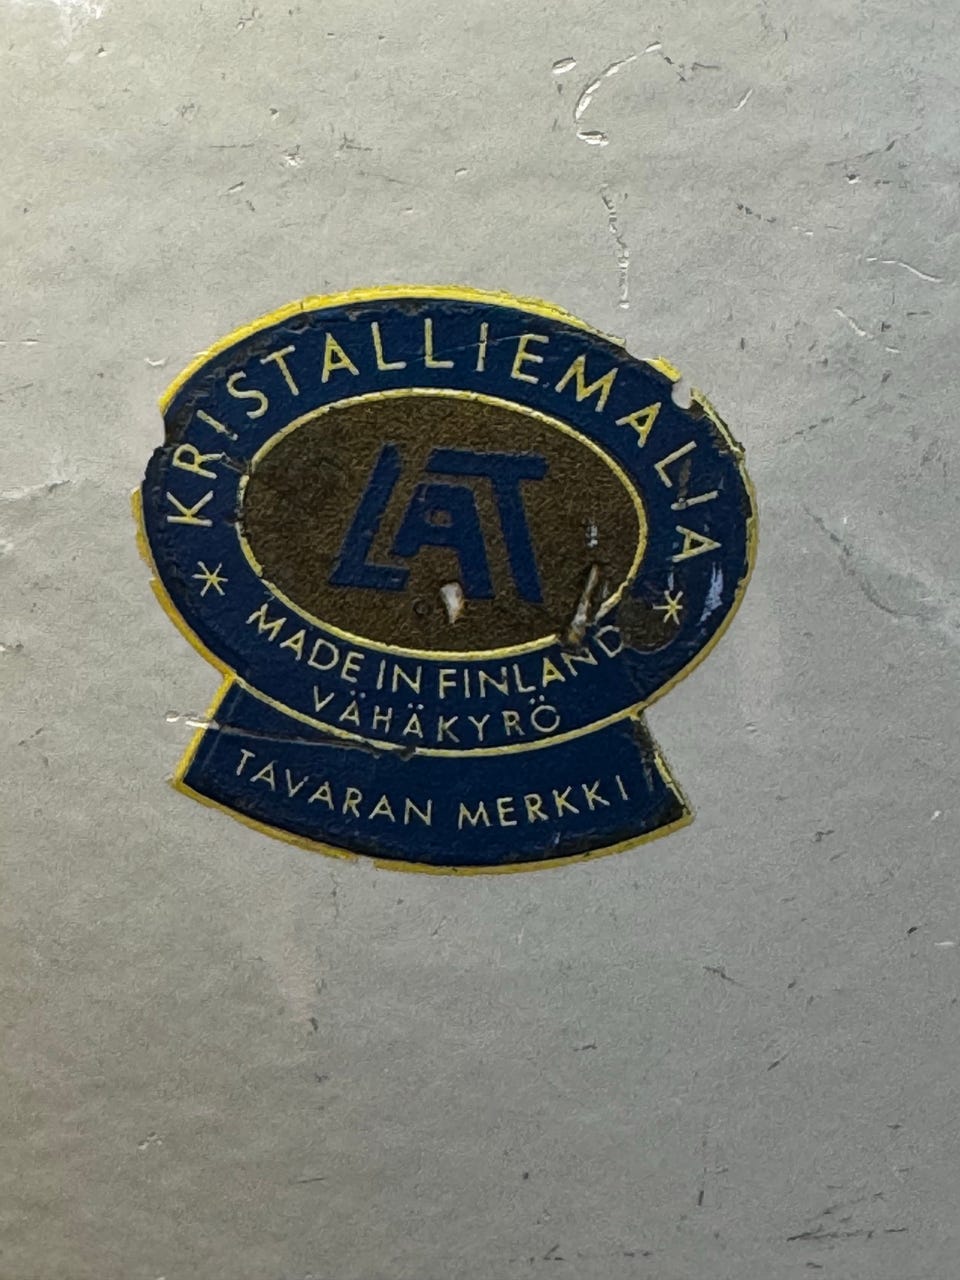 * KRISTALLIEMALIA *
LAT
MADE IN FINLAND
VÄHÄKYRÖ
TAVARAN MERKKI